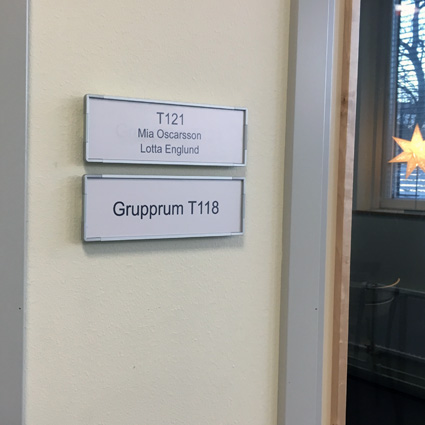 T121
Mia Oscarsson
Lotta Englund
Grupprum T118